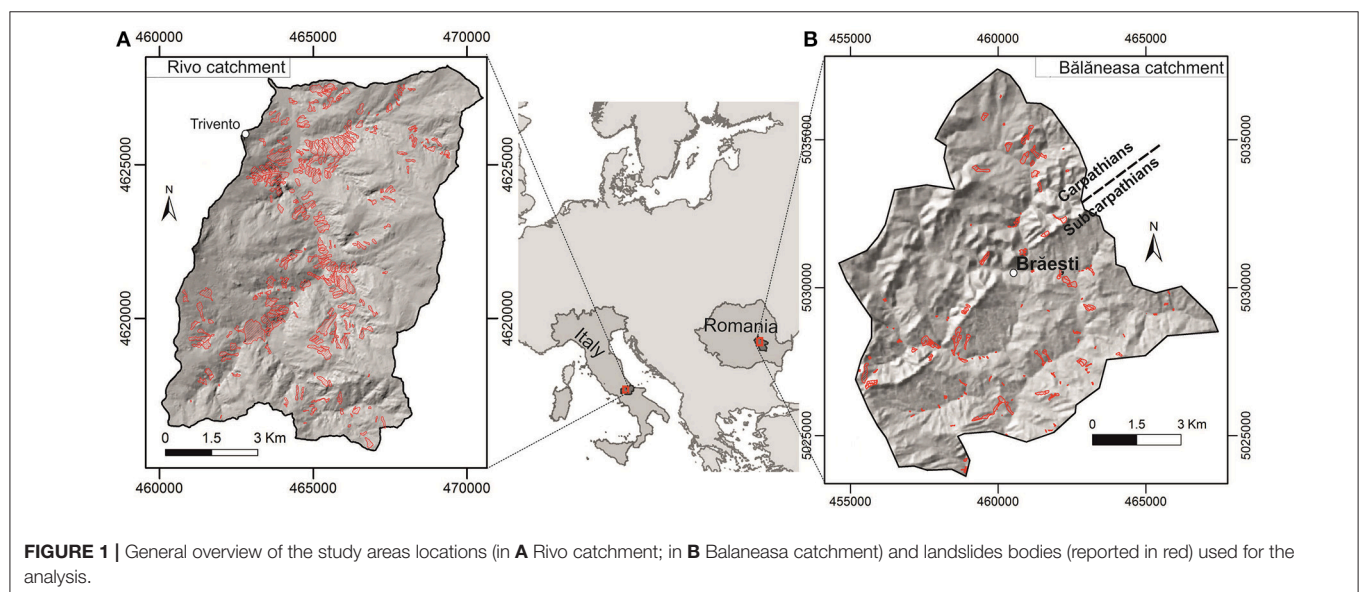 A
460000 465000 470000
Rivo catchment
Trivento
4625000
4625000
N
4620000
4620000
0 1.5 3 Km
460000 465000 470000
Italy
Romania
B
455000 460000 465000
Bălăneasa catchment
5035000
5035000
Carpathians
Subcarpathians
N
Brăești
5030000
5030000
0 1.5 3 Km
5025000
5025000
455000 460000 465000
FIGURE 1 | General overview of the study areas locations (in A Rivo catchment; in B Balaneasa catchment) and landslides bodies (reported in red) used for the
analysis.